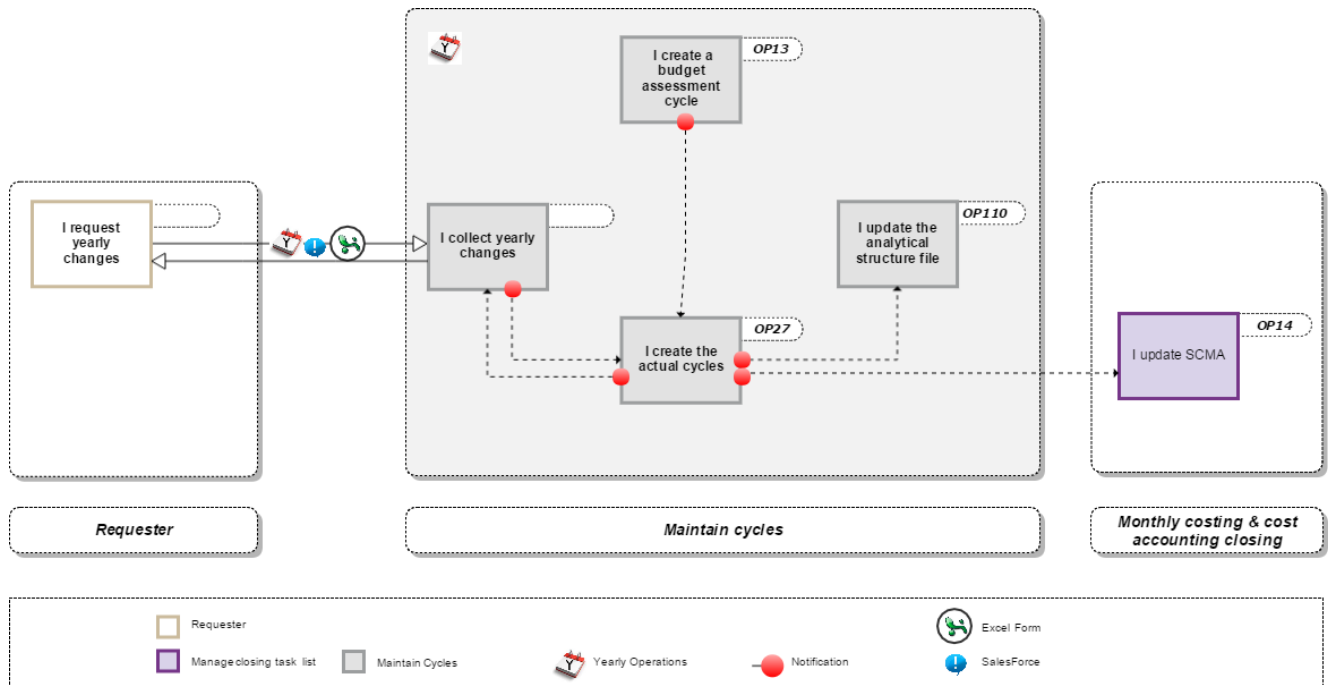 I create a
budget
assessment
cycle
OP13
I request
yearly
changes
I collect yearly
changes
I update the
analytical
structure file
OP110
I create the
actual cycles
OP27
I update SCMA
OP14
Requester
Maintain cycles
Monthly costing & cost
accounting closing
Requester
Excel Form
Manage closing task list
Maintain Cycles
Yearly Operations
Notification
SalesForce